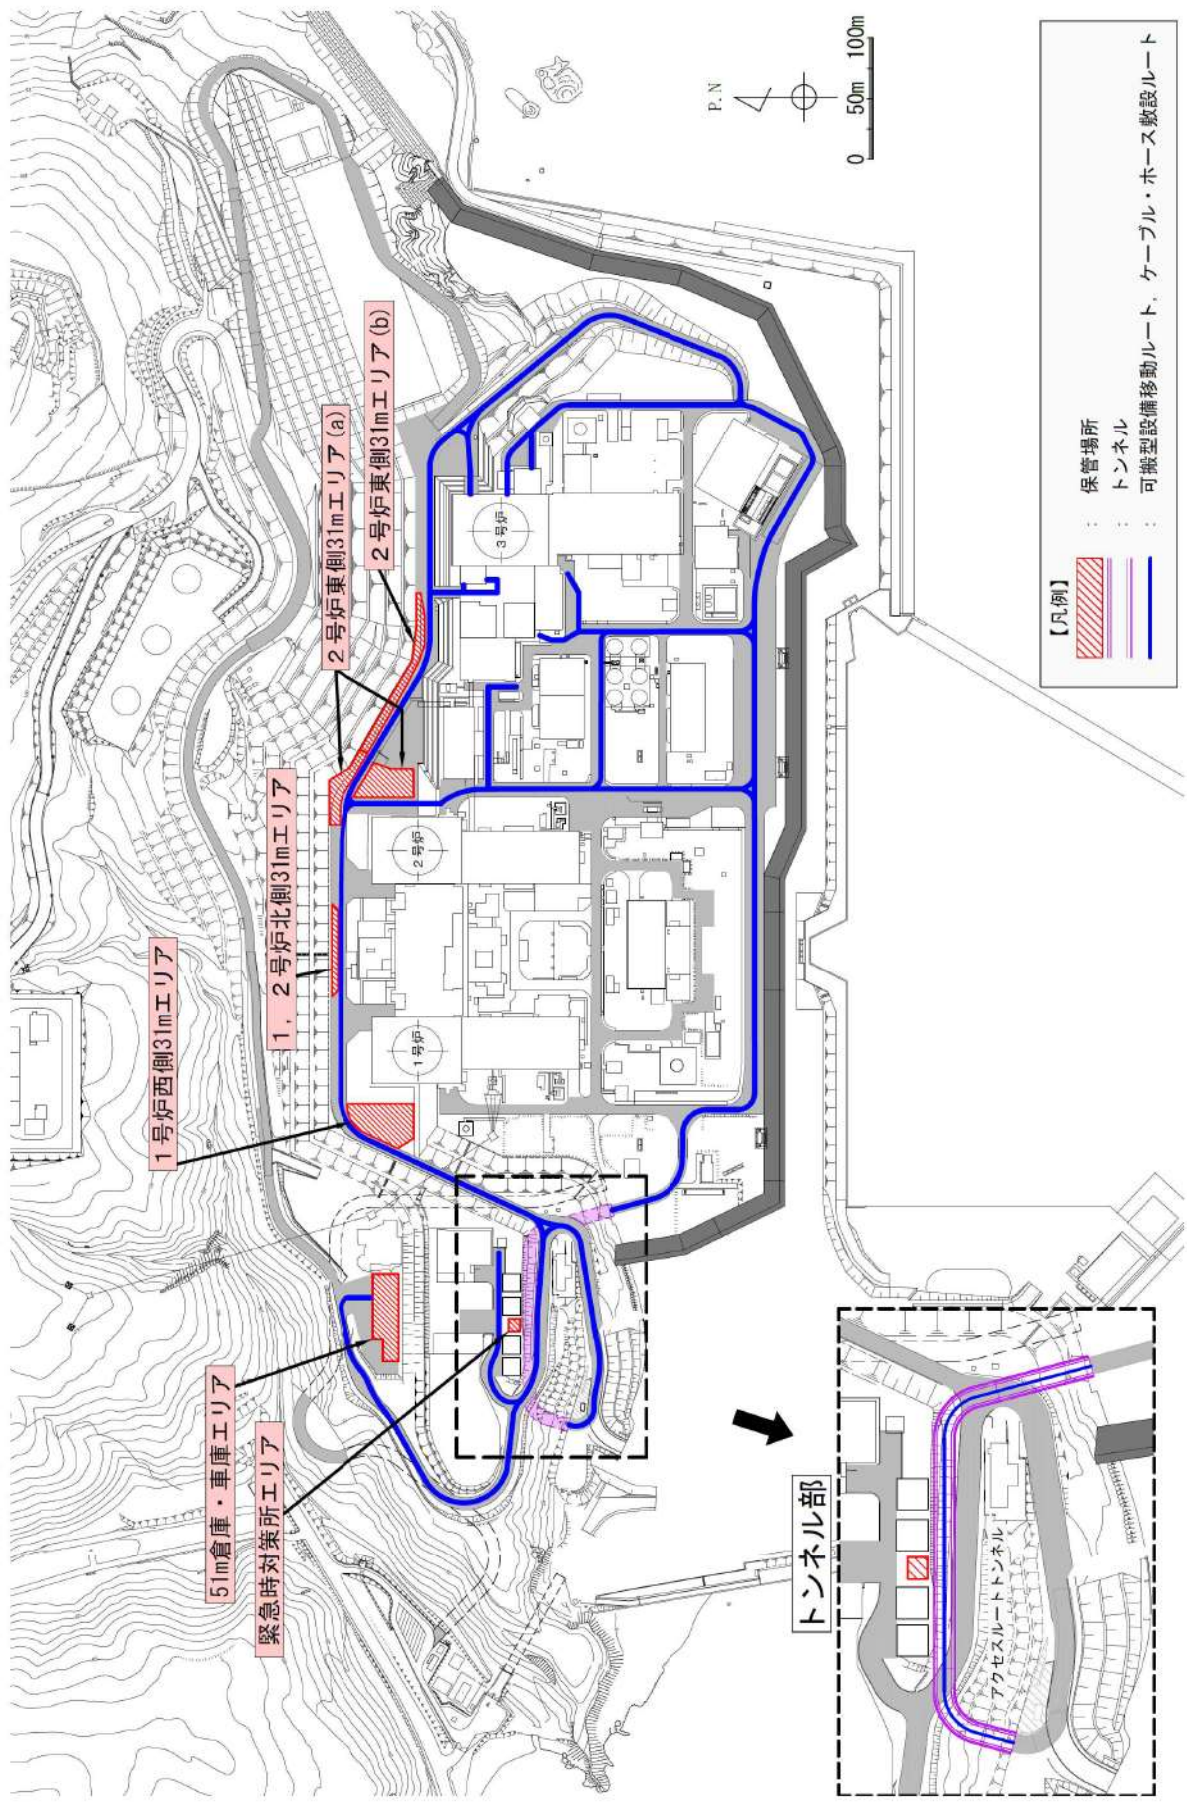 51m倉庫・車庫エリア
緊急時対策所エリア
1号炉西側31mエリア
1,2号炉北側31mエリア
2号炉東側31mエリア(a)
2号炉東側31mエリア(b)
1号炉
2号炉
3号炉
P.N
0 50m 100m
トンネル部
アクセスルートトンネル
【凡例】
: 保管場所
: トンネル
: 可搬型設備移動ルート,ケーブル・ホース敷設ルート